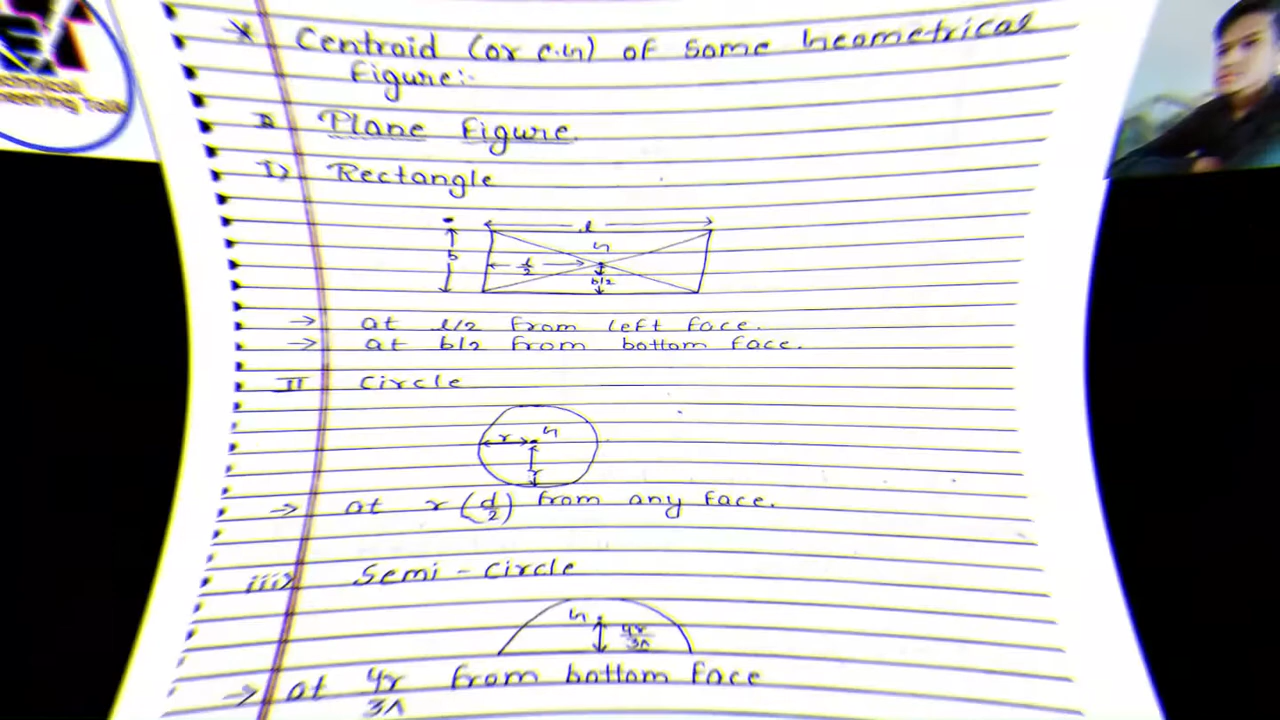 * Centroid (or C.G) of some Geometrical
Figure:-
Plane Figure.
I) Rectangle
l
b
G
l/2
b/2
→ at l/2 from left face.
→ at b/2 from bottom face.
II Circle
r
G
r
→ at r (d/2) from any face.
iii) Semi - circle
G
4r/3π
→ at 4r/3π from bottom face